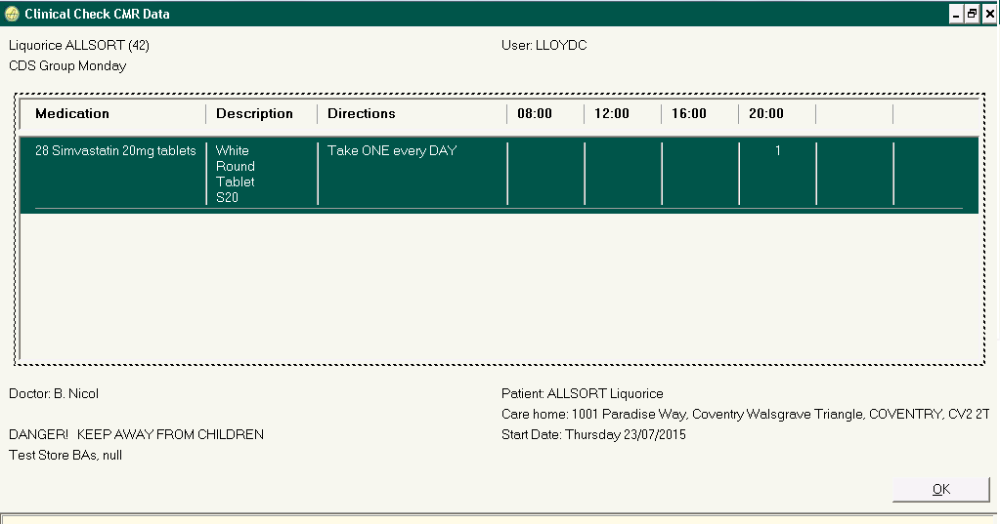 Clinical Check CMR Data
Liquorice ALLSORT (42)
User: LLOYDC
CDS Group Monday
Medication Description Directions 08:00 12:00 16:00 20:00
28 Simvastatin 20mg tablets White Take ONE every DAY 1
Round
Tablet
S20
Doctor: B. Nicol
Patient: ALLSORT Liquorice
Care home: 1001 Paradise Way, Coventry Walsgrave Triangle, COVENTRY, CV2 2T
DANGER! KEEP AWAY FROM CHILDREN
Start Date: Thursday 23/07/2015
Test Store BAs, null
OK